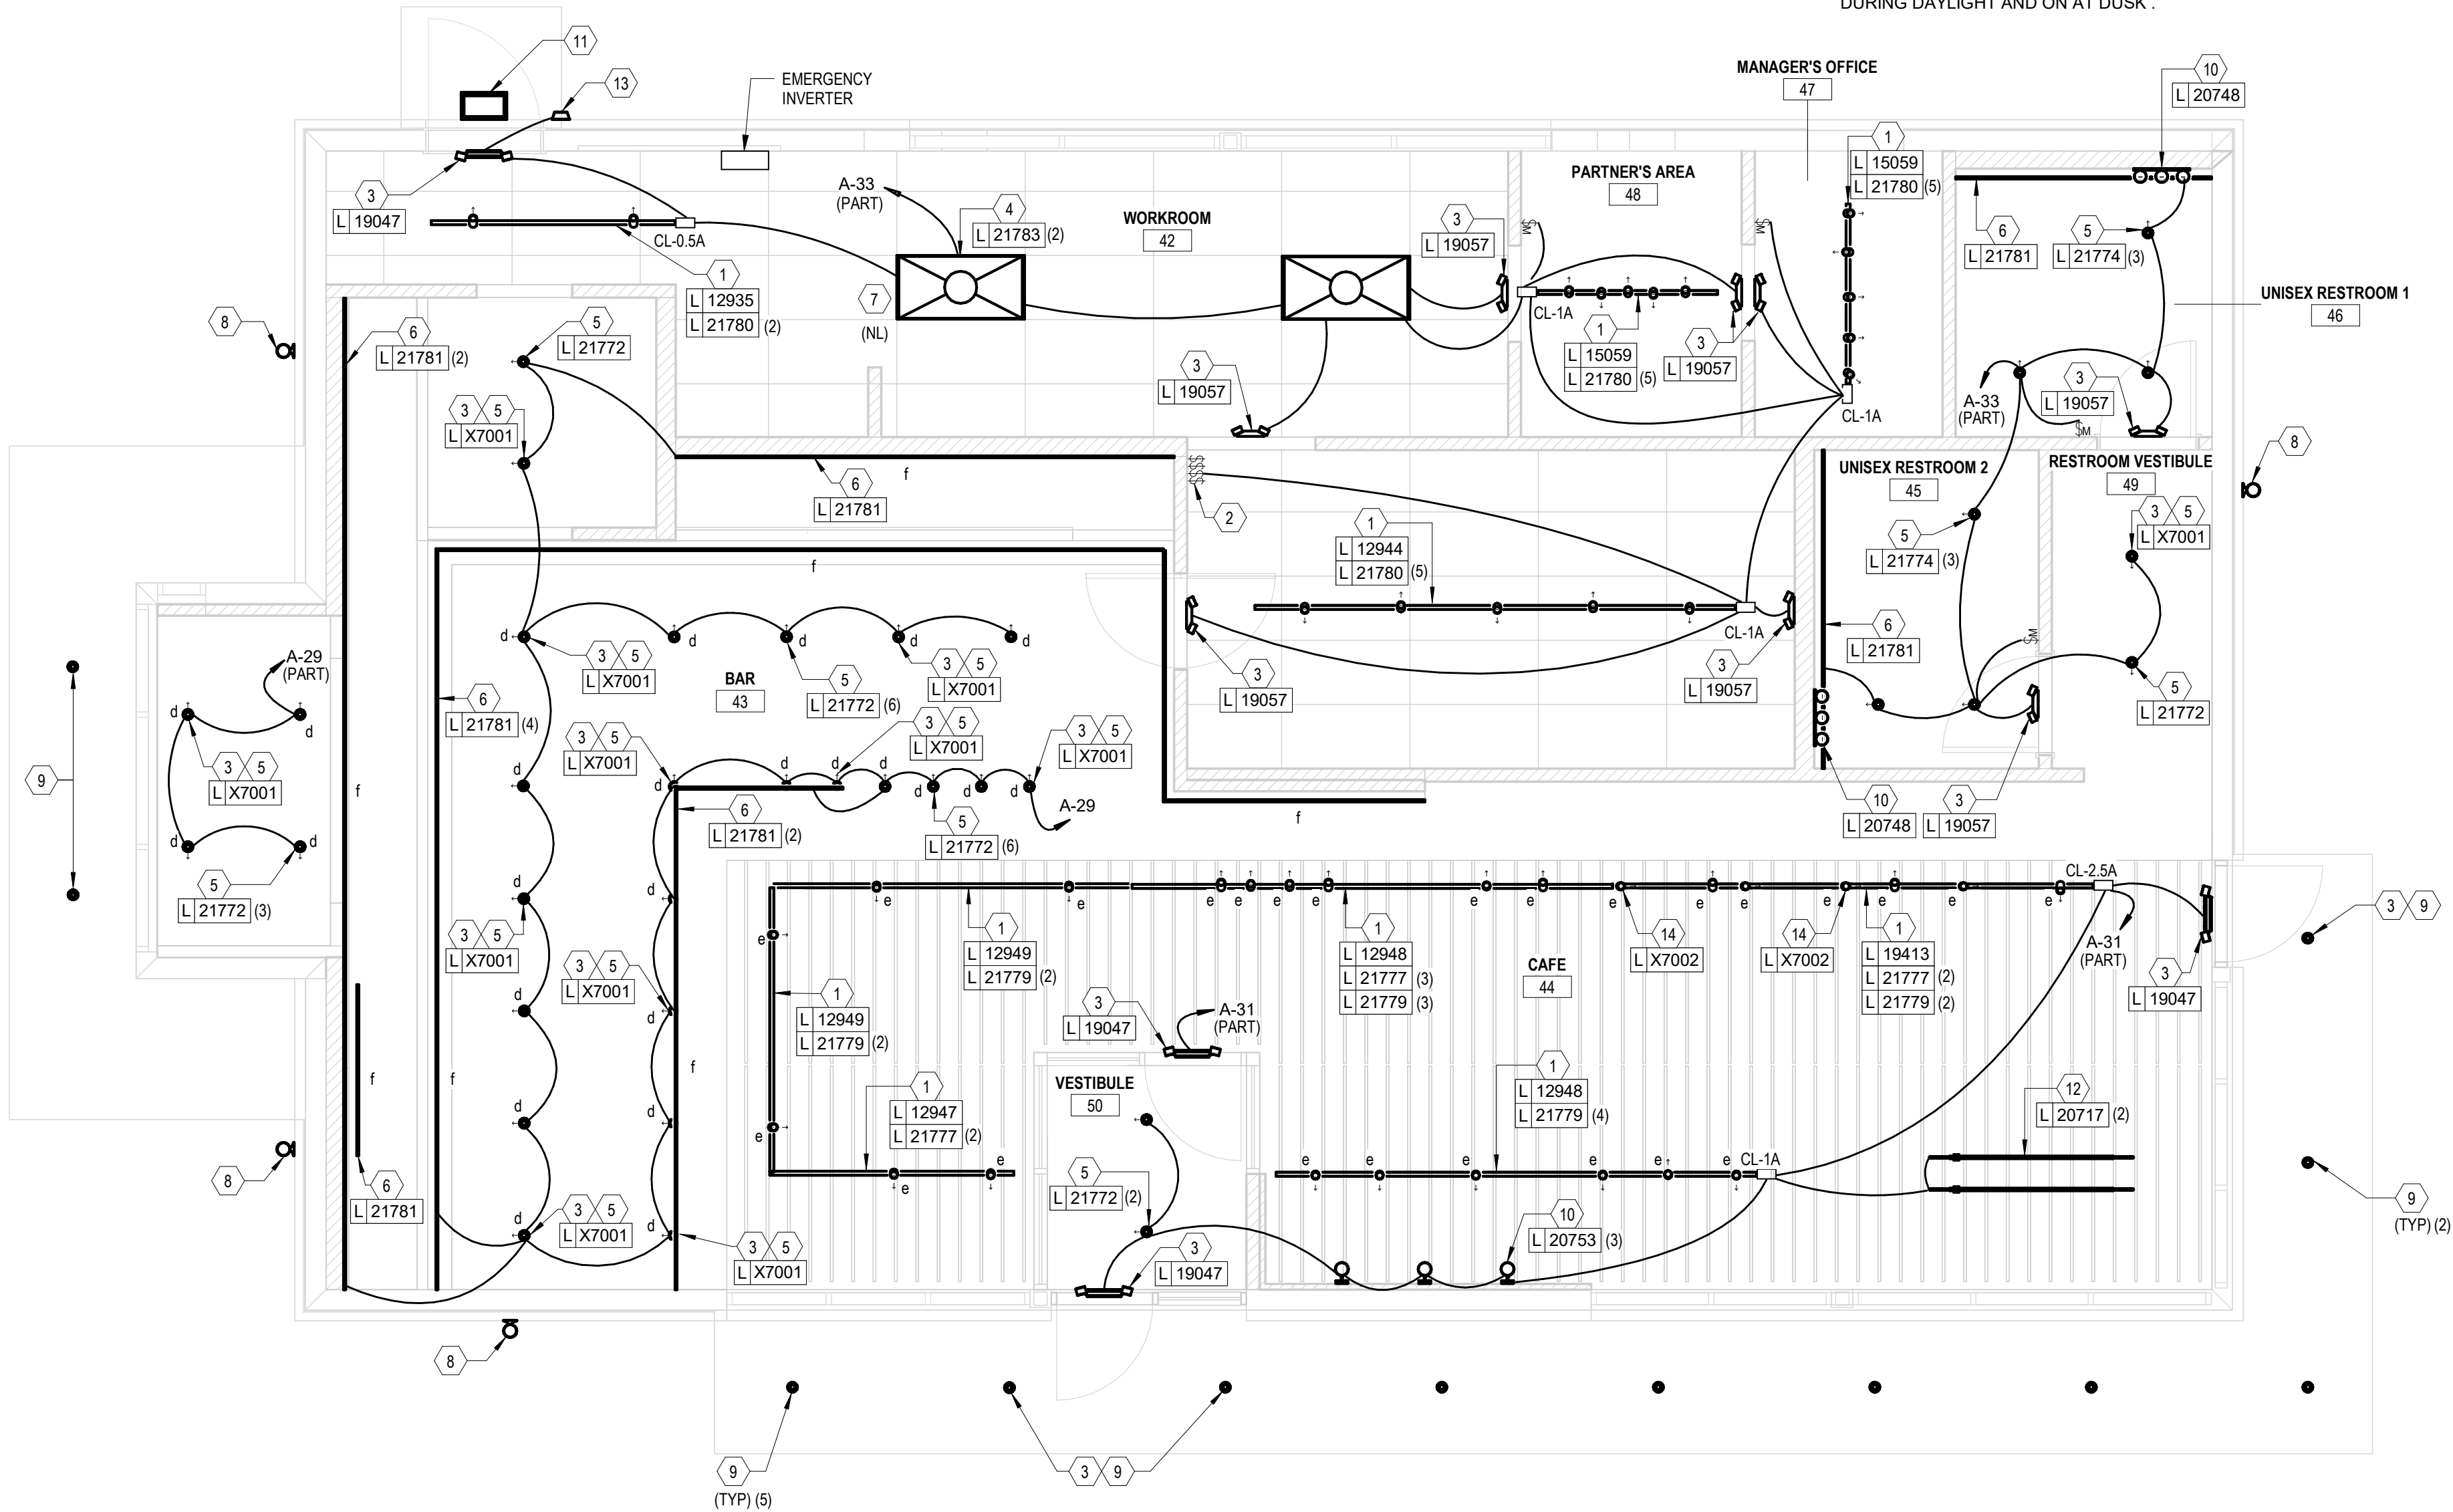 DURING DAYLIGHT AND ON AT DUSK .
11
13
EMERGENCY
INVERTER
MANAGER'S OFFICE
47
10
L 20748
3
L 19047
CL-0.5A
1
L 12935
L 21780 (2)
A-33
(PART)
4
L 21783 (2)
7
(NL)
WORKROOM
42
3
L 19057
$M
PARTNER'S AREA
48
CL-1A
1
L 15059
L 21780 (5)
3
L 19057
$M
1
L 15059
L 21780 (5)
CL-1A
6
L 21781
5
L 21774 (3)
UNISEX RESTROOM 1
46
A-33
(PART)
3
L 19057
$M
8
8
6
L 21781 (2)
5
L 21772
3 5
L X7001
3
L 19057
6
L 21781
f
$$$$
2
1
L 12944
L 21780 (5)
CL-1A
3
L 19057
3
L 19057
UNISEX RESTROOM 2
45
RESTROOM VESTIBULE
49
5
L 21774 (3)
3 5
L X7001
6
L 21781
$M
5
L 21772
10
L 20748
3
L 19057
f
d
3 5
L X7001
d
d
5
L 21772 (6)
d
3 5
L X7001
d
BAR
43
A-29
(PART)
d
d
3 5
L X7001
9
d
d
5
L 21772 (3)
f
6
L 21781 (4)
3 5
L X7001
3 5
L X7001
3 5
L X7001
d
d
d
d
d
d
d
d
A-29
6
L 21781 (2)
5
L 21772 (6)
f
d
3 5
L X7001
d
3 5
L X7001
d
d
d
d
f
f
f
8
6
L 21781
d
3 5
L X7001
d
3 5
L X7001
8
e
e
1
L 12949
L 21779 (2)
e
1
L 12949
L 21779 (2)
e
1
L 12947
L 21777 (2)
e
e
e
e
e
e
1
L 12948
L 21777 (3)
L 21779 (3)
e
e
e
14
L X7002
e
e
e
14
L X7002
e
1
L 19413
L 21777 (2)
L 21779 (2)
e
e
CL-2.5A
A-31
(PART)
3
L 19047
3 9
CAFE
44
3
L 19047
A-31
(PART)
VESTIBULE
50
5
L 21772 (2)
3
L 19047
1
L 12948
L 21779 (4)
e
e
e
e
e
e
CL-1A
10
L 20753 (3)
12
L 20717 (2)
9
(TYP) (2)
9
(TYP) (5)
3 9